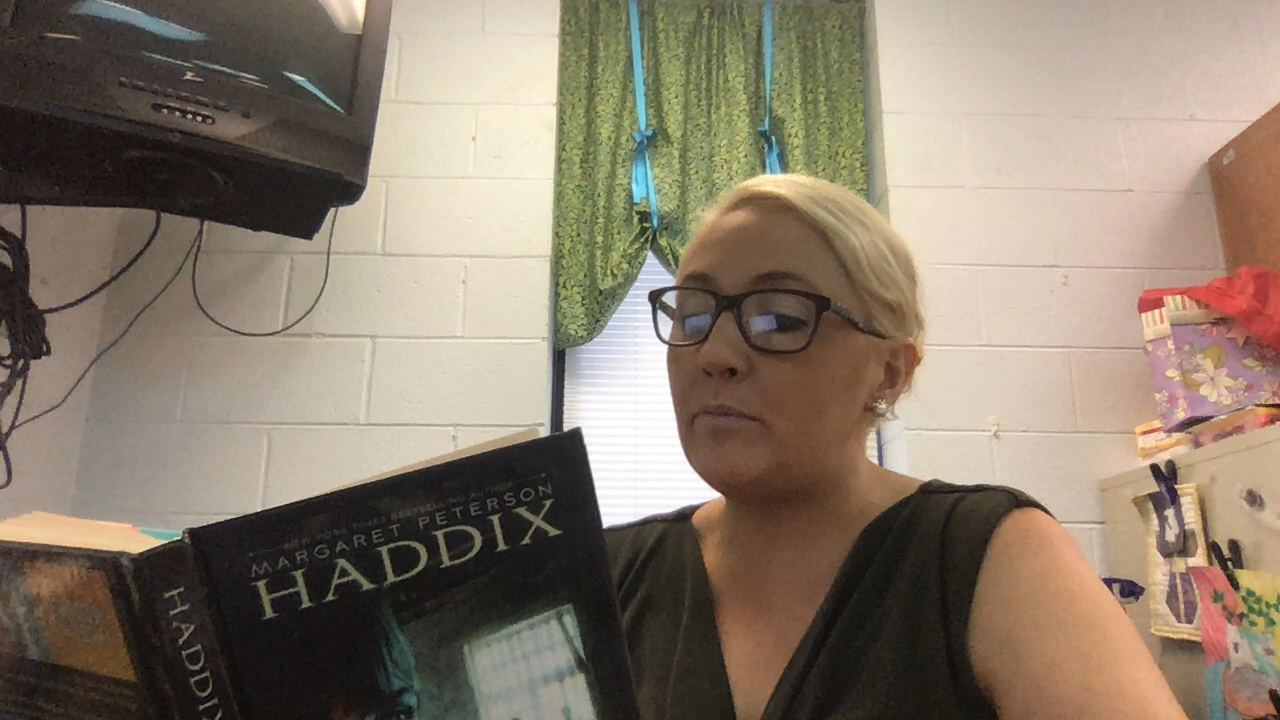 NEW YORK TIMES BESTSELLING AUTHOR
MARGARET PETERSON
HADDIX
HADDIX